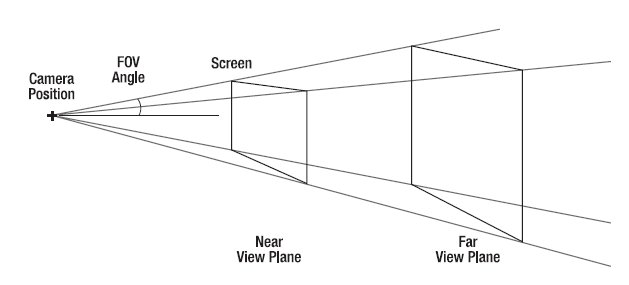 FOV
Angle
Screen
Camera
Position
Near
View Plane
Far
View Plane